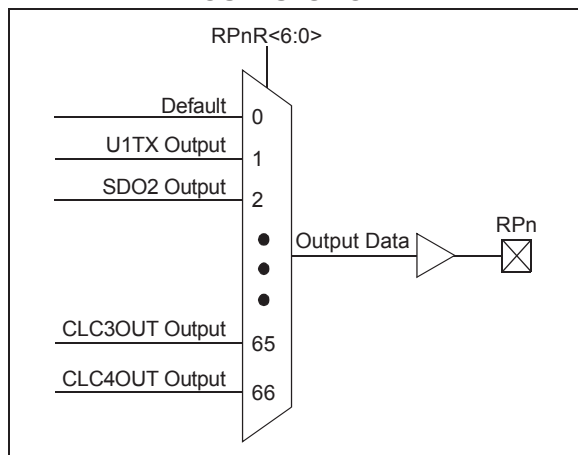 RPnR<6:0>
Default
0
U1TX Output
1
SDO2 Output
2
RPn
Output Data
CLC3OUT Output
65
CLC4OUT Output
66